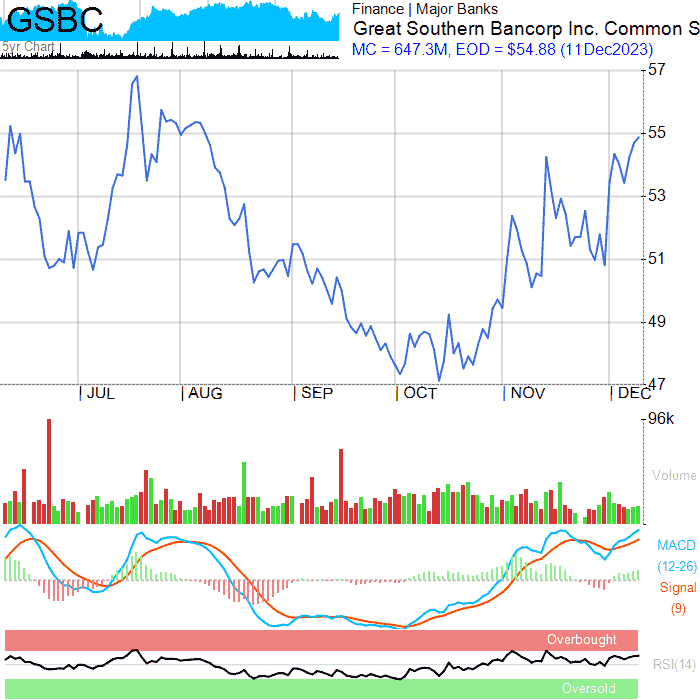 GSBC
5yr Chart
Finance | Major Banks
Great Southern Bancorp Inc. Common S
MC = 647.3M, EOD = $54.88 (11Dec2023)
57
55
53
51
49
47
JUL AUG SEP OCT NOV DEC
96k
Volume
MACD
(12-26)
Signal
(9)
Overbought
RSI(14)
Oversold